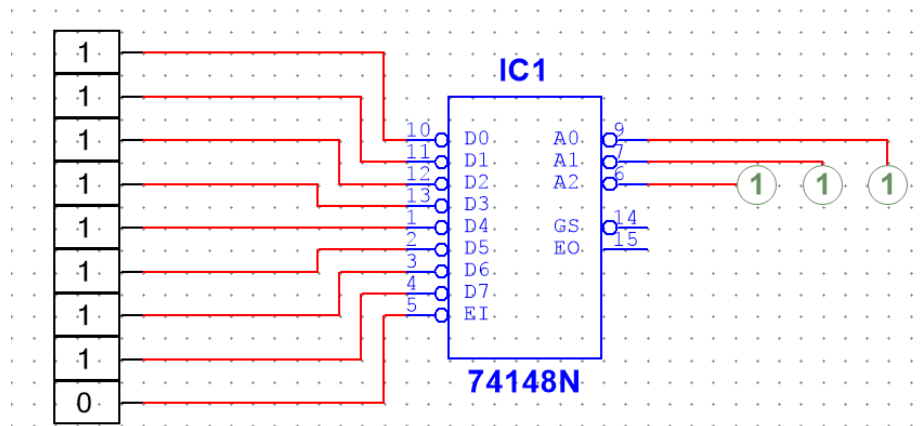 1
1
1
1
1
1
1
1
0
IC1
10 D0 A0 9
11 D1 A1 7
12 D2 A2 6
13 D3
1 D4 GS 14
2 D5 EO 15
3 D6
4 D7
5 EI
1 1 1
74148N